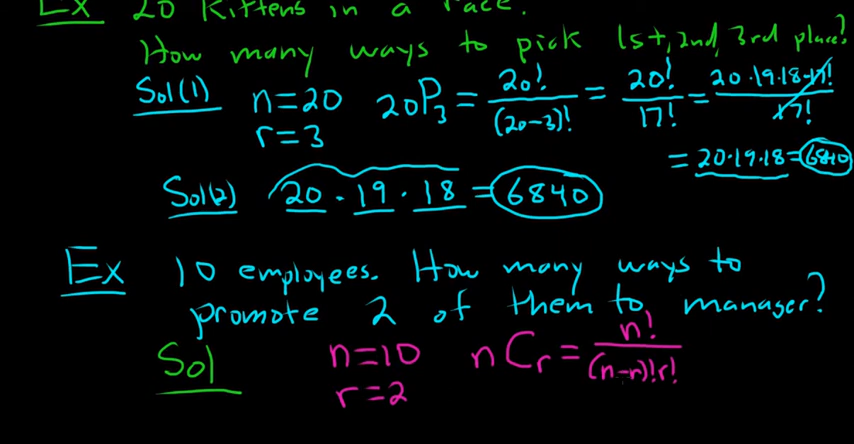 Ex 20 Kittens in a race.
How many ways to pick 1st, 2nd, 3rd place?
Sol(1) n=20 20P₃ = 20!/(20-3)! = 20!/17! = 20·19·18·17!/17!
r=3
= 20·19·18 = 6840
Sol(2) 20 · 19 · 18 = 6840
Ex 10 employees. How many ways to
promote 2 of them to manager?
Sol n=10 nCr = n!/(n-r)!r!
r=2